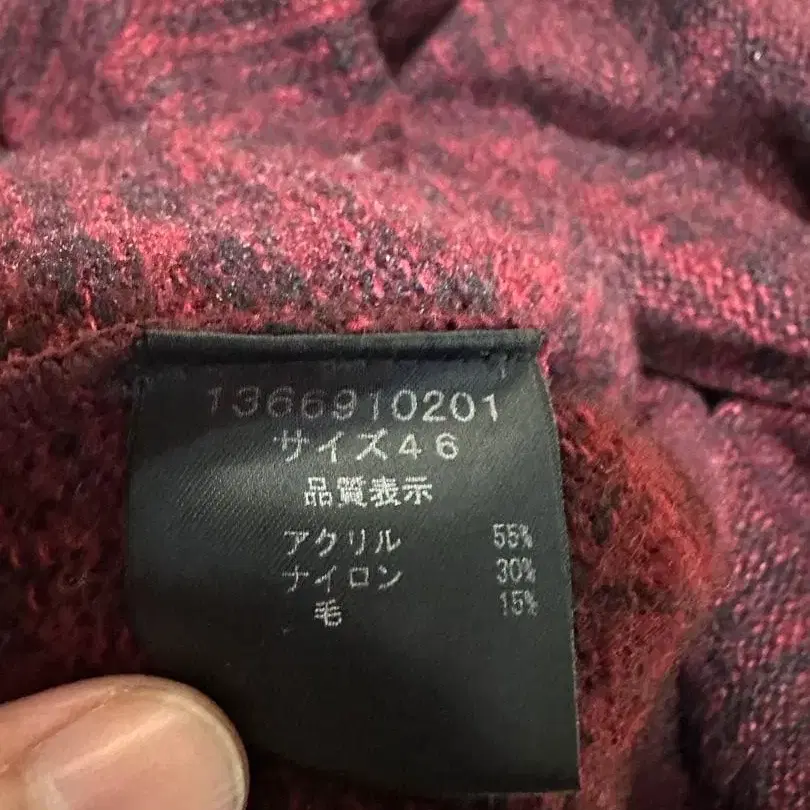 1366910201
サイズ46
品質表示
アクリル 55%
ナイロン 30%
毛 15%